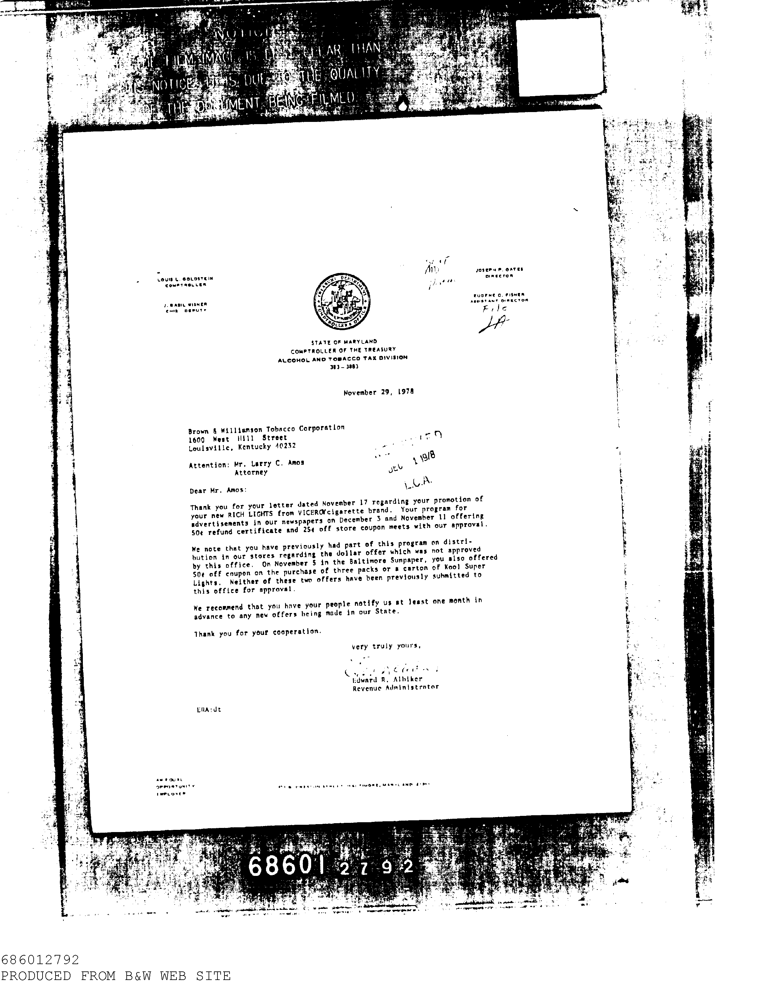 NOTICE
THE FILM IMAGE IS LESS CLEAR THAN
THIS NOTICE, IT IS DUE TO THE QUALITY
OF THE DOCUMENT BEING FILMED.
LOUIS L. GOLDSTEIN
COMPTROLLER
J. BASIL WISNER
CHIEF DEPUTY
JOSEPH P. GATES
DIRECTOR
EUGENE D. FISHER
ASSISTANT DIRECTOR
File
LA
STATE OF MARYLAND
COMPTROLLER OF THE TREASURY
ALCOHOL AND TOBACCO TAX DIVISION
383-3883
November 29, 1978
Brown & Williamson Tobacco Corporation
1600 West Hill Street
Louisville, Kentucky 40232
Attention: Mr. Larry C. Amos
Attorney
DEC 1 1978
L.C.A.
Dear Mr. Amos:
Thank you for your letter dated November 17 regarding your promotion of
your new RICH LIGHTS from VICEROY cigarette brand. Your program for
advertisements in our newspapers on December 3 and November 11 offering
50¢ refund certificate and 25¢ off store coupon meets with our approval.
We note that you have previously had part of this program on distri-
bution in our stores regarding the dollar offer which was not approved
by this office. On November 5 in the Baltimore Sunpaper, you also offered
50¢ off coupon on the purchase of three packs or a carton of Kool Super
Lights. Neither of these two offers have been previously submitted to
this office for approval.
We recommend that you have your people notify us at least one month in
advance to any new offers being made in our State.
Thank you for your cooperation.
very truly yours,
Edward R. Albiker
Revenue Administrator
ERA:dt
AN EQUAL
OPPORTUNITY
EMPLOYER
68601 2792
686012792
PRODUCED FROM B&W WEB SITE